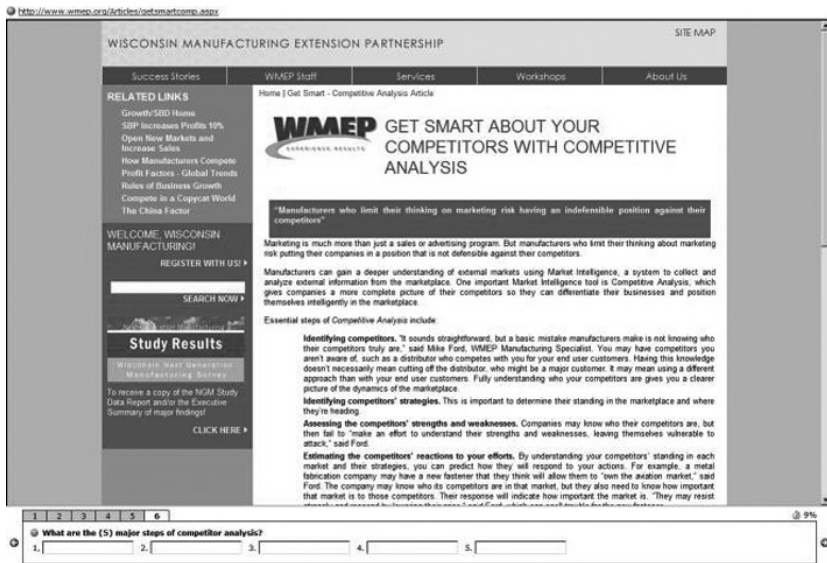 http://www.wmep.org/Articles/getsmartcomp.aspx
WISCONSIN MANUFACTURING EXTENSION PARTNERSHIP
SITE MAP
Success Stories
WMEP Staff
Services
Workshops
About Us
RELATED LINKS
Growth/SBD Home
SBP Increases Profits 10%
Open New Markets and
Increase Sales
How Manufacturers Compete
Profit Factors - Global Trends
Rules of Business Growth
Compete in a Copycat World
The China Factor
WELCOME, WISCONSIN
MANUFACTURING!
REGISTER WITH US!
SEARCH NOW
Study Results
Wisconsin Next Generation
Manufacturing Survey
To receive a copy of the NGM Study
Data Report and/or the Executive
Summary of major findings!
CLICK HERE
Home | Get Smart - Competitive Analysis Article
WMEP
EXPERIENCE RESULTS
GET SMART ABOUT YOUR
COMPETITORS WITH COMPETITIVE
ANALYSIS
"Manufacturers who limit their thinking on marketing risk having an indefensible position against their
competitors"
Marketing is much more than just a sales or advertising program. But manufacturers who limit their thinking about marketing
risk putting their companies in a position that is not defensible against their competitors.
Manufacturers can gain a deeper understanding of external markets using Market Intelligence, a system to collect and
analyze external information from the marketplace. One important Market Intelligence tool is Competitive Analysis, which
gives companies a more complete picture of their competitors so they can differentiate their businesses and position
themselves intelligently in the marketplace.
Essential steps of Competitive Analysis include:
Identifying competitors. "It sounds straightforward, but a basic mistake manufacturers make is not knowing who
their competitors truly are," said Mike Ford, WMEP Manufacturing Specialist. You may have competitors you
aren't aware of, such as a distributor who competes with you for your end user customers. Having this knowledge
doesn't necessarily mean cutting off the distributor, who might be a major customer. It may mean using a different
approach than with your end user customers. Fully understanding who your competitors are gives you a clearer
picture of the dynamics of the marketplace.
Identifying competitors' strategies. This is important to determine their standing in the marketplace and where
they're heading.
Assessing the competitors' strengths and weaknesses. Companies may know who their competitors are, but
then fail to "make an effort to understand their strengths and weaknesses, leaving themselves vulnerable to
attack," said Ford.
Estimating the competitors' reactions to your efforts. By understanding your competitors' standing in each
market and their strategies, you can predict how they will respond to your actions. For example, a metal
fabrication company may have a new fastener that they think will allow them to "own the aviation market," said
Ford. The company may know who its competitors are in that market, but they also need to know how important
that market is to those competitors. Their response will indicate how important the market is. "They may resist
1 2 3 4 5 6
9%
What are the (5) major steps of competitor analysis?
1. 2. 3. 4. 5.